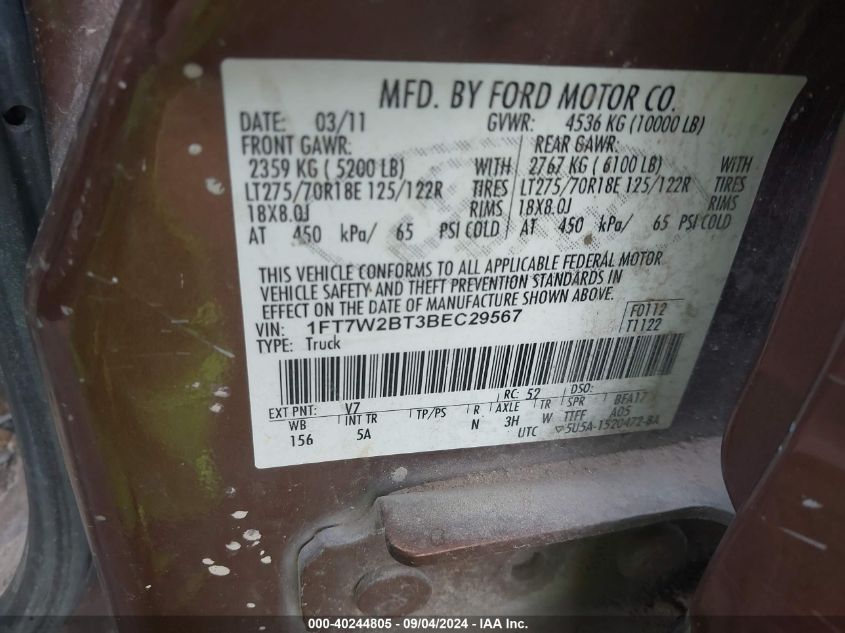 MFD. BY FORD MOTOR CO.
DATE: 03/11 GVWR: 4536 KG (10000 LB)
FRONT GAWR: REAR GAWR:
2359 KG ( 5200 LB) WITH 2767 KG ( 6100 LB) WITH
LT275/70R18E 125/122R TIRES LT275/70R18E 125/122R TIRES
18X8.0J RIMS 18X8.0J RIMS
AT 450 kPa/ 65 PSI COLD AT 450 kPa/ 65 PSI COLD
THIS VEHICLE CONFORMS TO ALL APPLICABLE FEDERAL MOTOR
VEHICLE SAFETY AND THEFT PREVENTION STANDARDS IN
EFFECT ON THE DATE OF MANUFACTURE SHOWN ABOVE.
VIN: 1FT7W2BT3BEC29567 F0112
TYPE: Truck T1122
EXT PNT: V7 RC: 52 DSO:
WB INT TR TP/PS R AXLE TR SPR BFA17
156 5A N 3H W TTFF A05
UTC ▽5U5A-1520472-BA
000-40244805 - 09/04/2024 - IAA Inc.